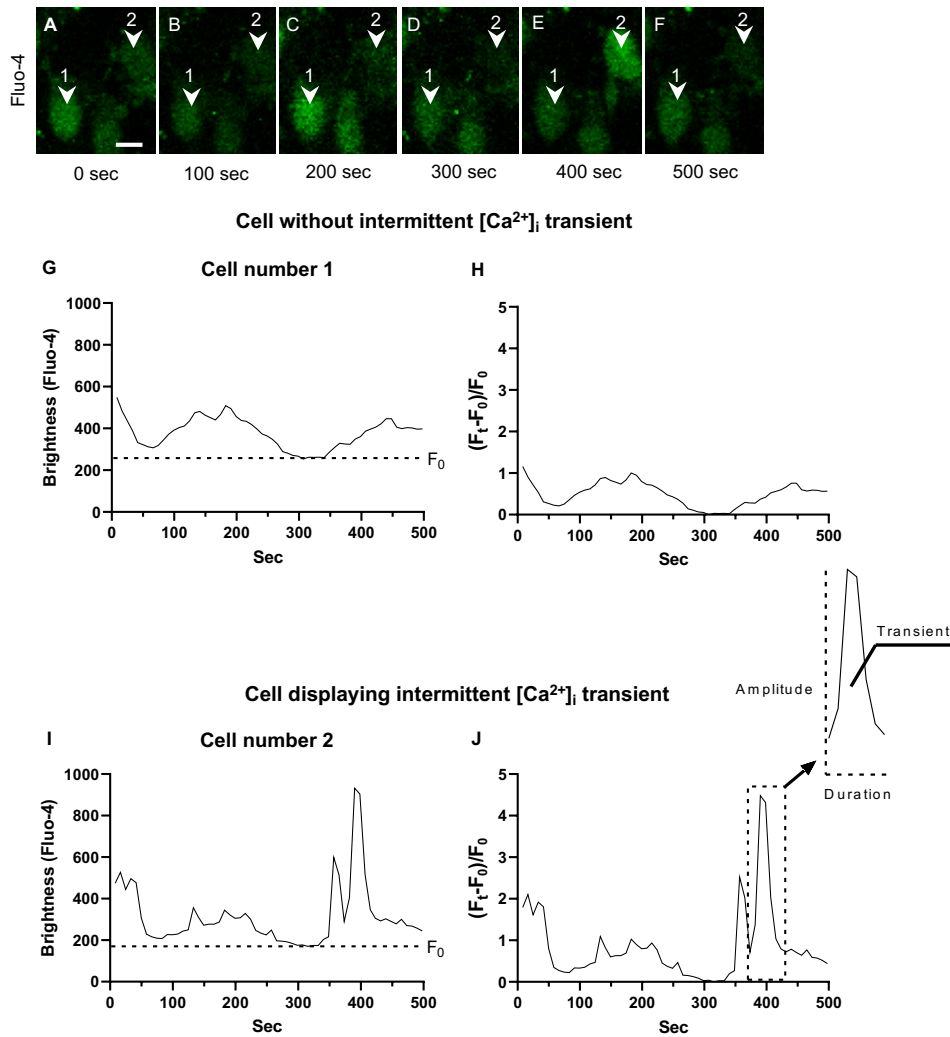 A 2 B 2 C 2 D 2 E 2 F 2
1 1 1 1 1 1
Fluo-4
0 sec 100 sec 200 sec 300 sec 400 sec 500 sec
Cell without intermittent [Ca²⁺]ᵢ transient
G Cell number 1 H
1000
800
600
400
200
0
Brightness (Fluo-4)
F₀
0 100 200 300 400 500
Sec
5
4
3
2
1
0
(Fₜ-F₀)/F₀
0 100 200 300 400 500
Sec
Transient
Amplitude
Duration
Cell displaying intermittent [Ca²⁺]ᵢ transient
I Cell number 2 J
1000
800
600
400
200
0
Brightness (Fluo-4)
F₀
0 100 200 300 400 500
Sec
5
4
3
2
1
0
(Fₜ-F₀)/F₀
0 100 200 300 400 500
Sec